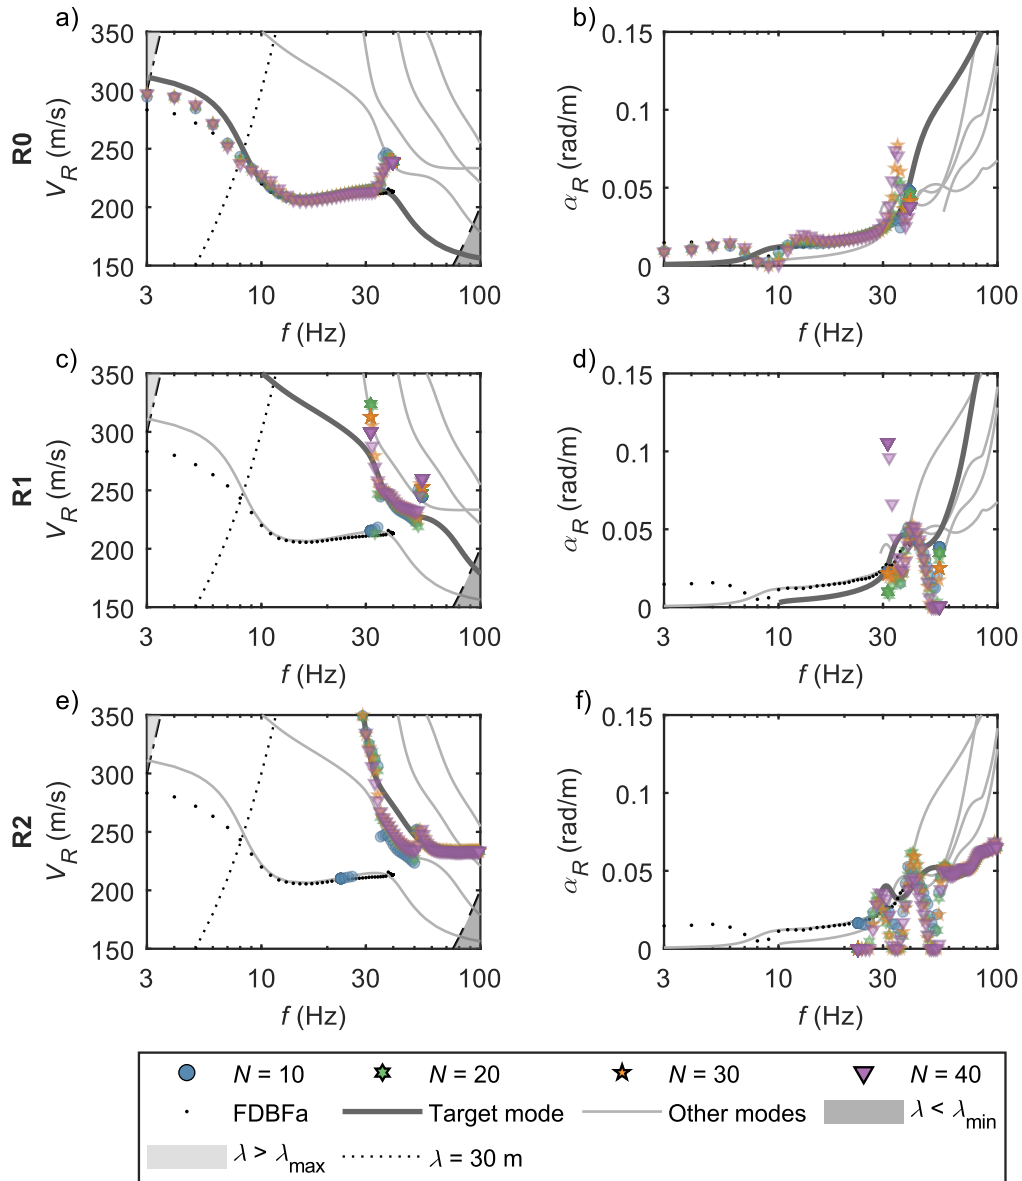 a)
350
300
250
200
150
V_R (m/s)
R0
3 10 30 100
f (Hz)
b)
0.15
0.1
0.05
0
α_R (rad/m)
3 10 30 100
f (Hz)
c)
350
300
250
200
150
V_R (m/s)
R1
3 10 30 100
f (Hz)
d)
0.15
0.1
0.05
0
α_R (rad/m)
3 10 30 100
f (Hz)
e)
350
300
250
200
150
V_R (m/s)
R2
3 10 30 100
f (Hz)
f)
0.15
0.1
0.05
0
α_R (rad/m)
3 10 30 100
f (Hz)
N = 10 N = 20 N = 30 N = 40
FDBFa Target mode Other modes λ < λ_min
λ > λ_max λ = 30 m